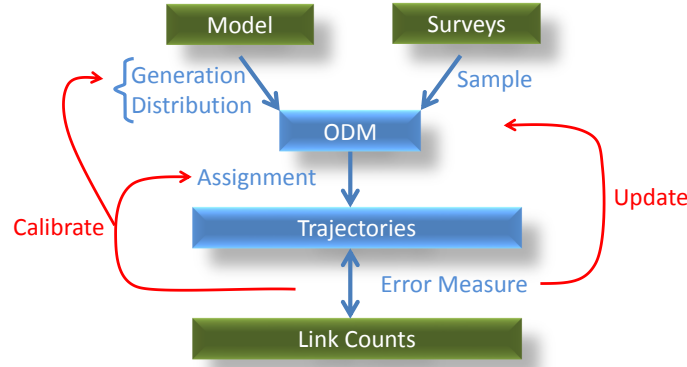 Model
Surveys
Generation
Distribution
Sample
ODM
Assignment
Calibrate
Update
Trajectories
Error Measure
Link Counts